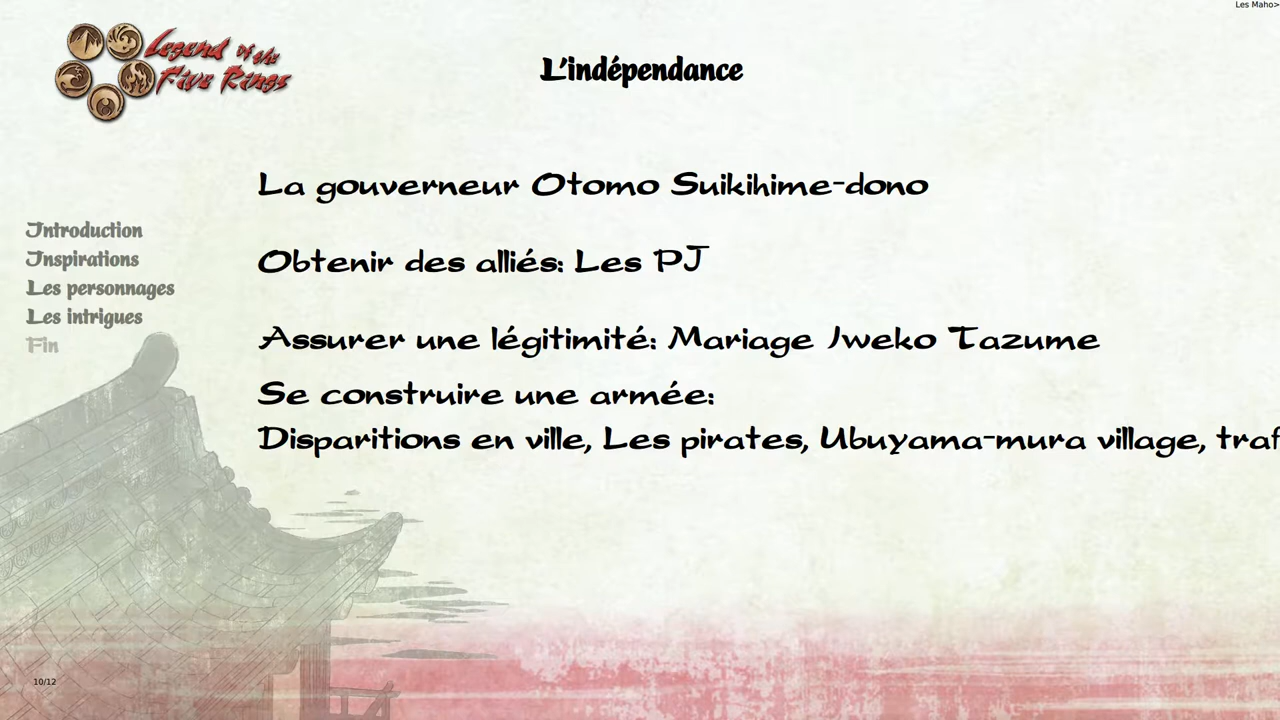 Les Maho>
Legend of the
Five Rings
L'indépendance
La gouverneur Otomo Suikihime-dono
Introduction
Inspirations
Obtenir des alliés: Les PJ
Les personnages
Les intrigues
Assurer une légitimité: Mariage Iweko Tazume
Fin
Se construire une armée:
Disparitions en ville, Les pirates, Ubuyama-mura village, traf
10/12